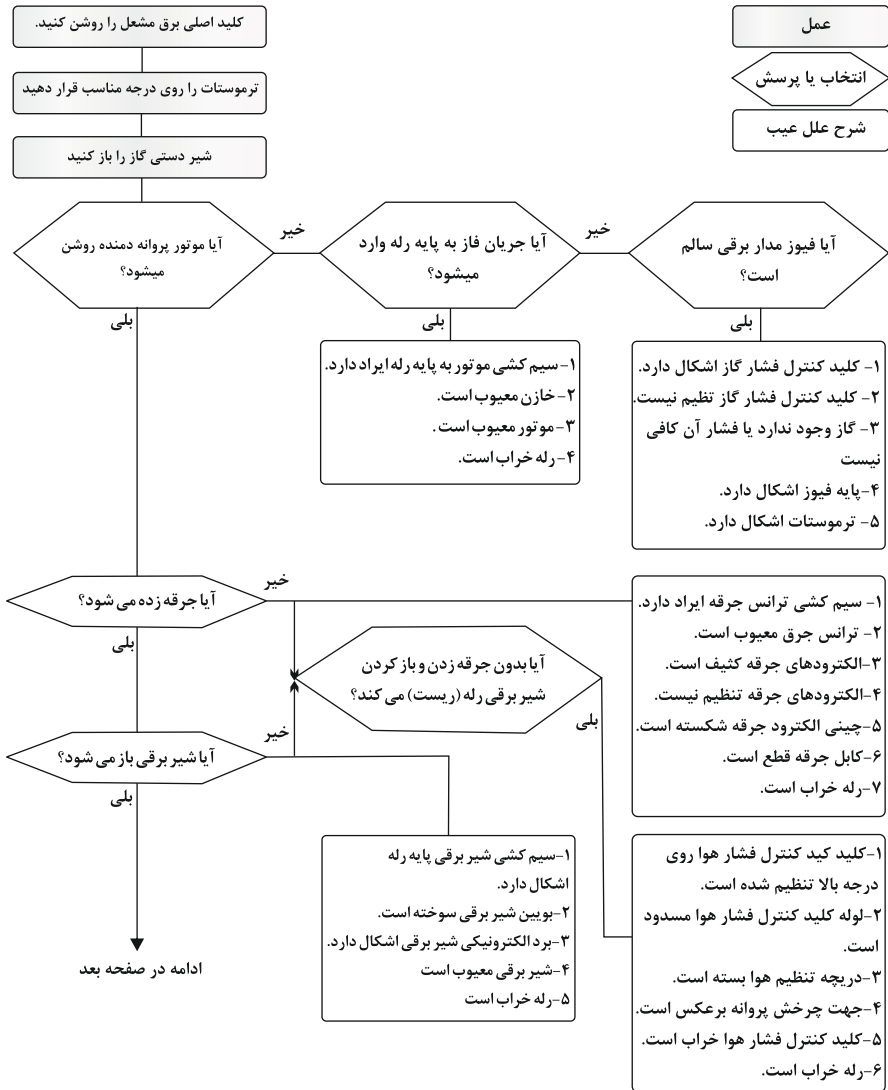 کلید اصلی برق مشعل را روشن کنید.
ترموستات را روی درجه مناسب قرار دهید
شیر دستی گاز را باز کنید
عمل
انتخاب یا پرسش
شرح علل عیب
آیا موتور پروانه دمنده روشن
میشود؟
خیر
آیا جریان فاز به پایه رله وارد
میشود؟
خیر
آیا فیوز مدار برقی سالم
است؟
بلی
بلی
بلی
۱-سیم کشی موتور به پایه رله ایراد دارد.
۲-خازن معیوب است.
۳-موتور معیوب است .
۴-رله خراب است.
۱- کلید کنترل فشار گاز اشکال دارد.
۲- کلید کنترل فشار گاز تظیم نیست.
۳- گاز وجود ندارد یا فشار آن کافی
نیست
۴-پایه فیوز اشکال دارد.
۵- ترموستات اشکال دارد.
آیا جرقه زده می شود؟
خیر
بلی
۱- سیم کشی ترانس جرقه ایراد دارد.
۲- ترانس جرق معیوب است.
۳-الکترودهای جرقه کثیف است.
۴-الکترودهای جرقه تنظیم نیست.
۵-چینی الکترود جرقه شکسته است.
۶-کابل جرقه قطع است.
۷-رله خراب است.
آیا بدون جرقه زدن و باز کردن
شیر برقی رله (ریست) می کند؟
بلی
آیا شیر برقی باز می شود؟
خیر
بلی
۱-سیم کشی شیر برقی پایه رله
اشکال دارد.
۲-بویین شیر برقی سوخته است.
۳-برد الکترونیکی شیر برقی اشکال دارد.
۴-شیر برقی معیوب است
۵-رله خراب است
۱-کلید کید کنترل فشار هوا روی
درجه بالا تنظیم شده است.
۲-لوله کلید کنترل فشار هوا مسدود
است.
۳-دریچه تنظیم هوا بسته است.
۴-جهت چرخش پروانه برعکس است.
۵-کلید کنترل فشار هوا خراب است.
۶-رله خراب است.
ادامه در صفحه بعد